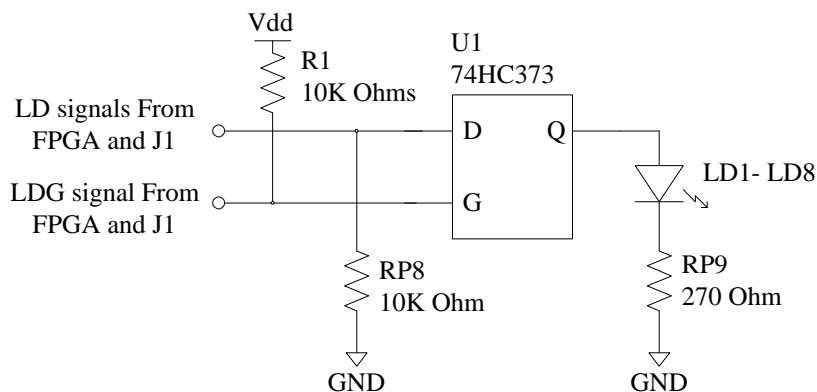 Vdd
R1
10K Ohms
U1
74HC373
LD signals From
FPGA and J1
D
Q
LDG signal From
FPGA and J1
G
LD1- LD8
RP8
10K Ohm
RP9
270 Ohm
GND
GND